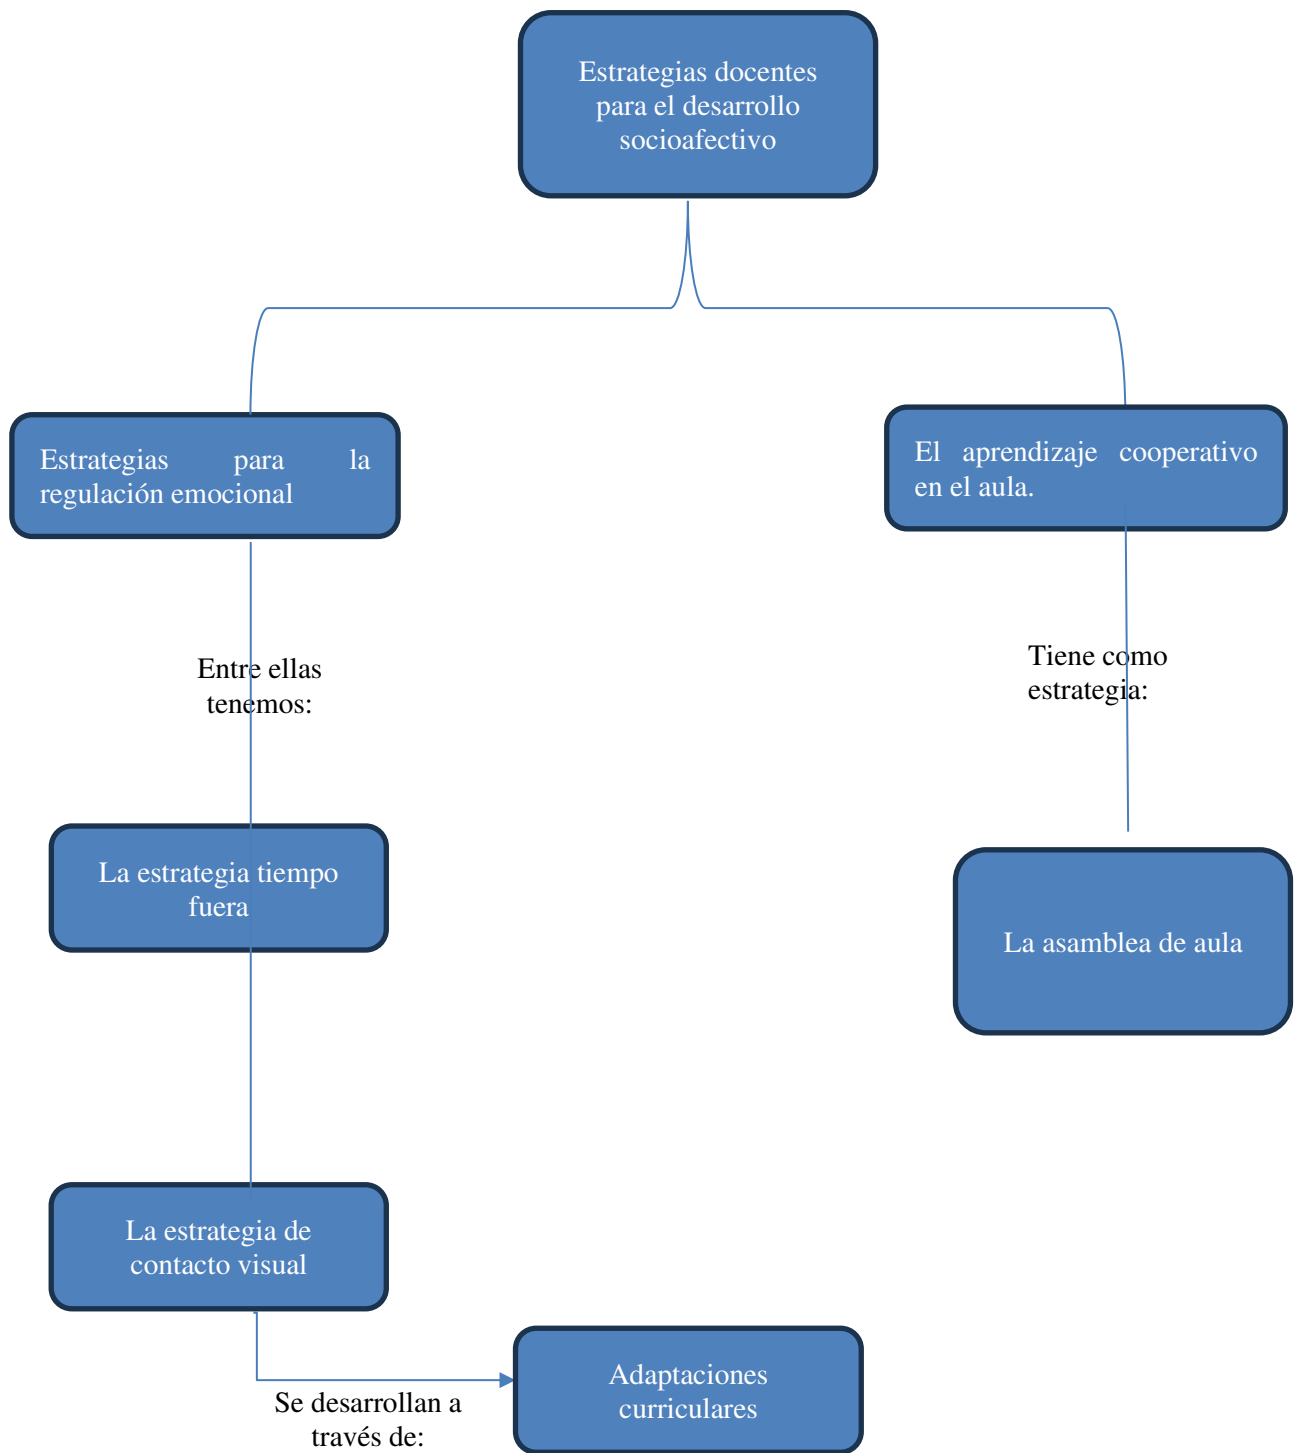 Estrategias docentes
para el desarrollo
socioafectivo
Estrategias para la
regulación emocional
El aprendizaje cooperativo
en el aula.
Entre ellas
tenemos:
Tiene como
estrategia:
La estrategia tiempo
fuera
La asamblea de aula
La estrategia de
contacto visual
Se desarrollan a
través de:
Adaptaciones
curriculares